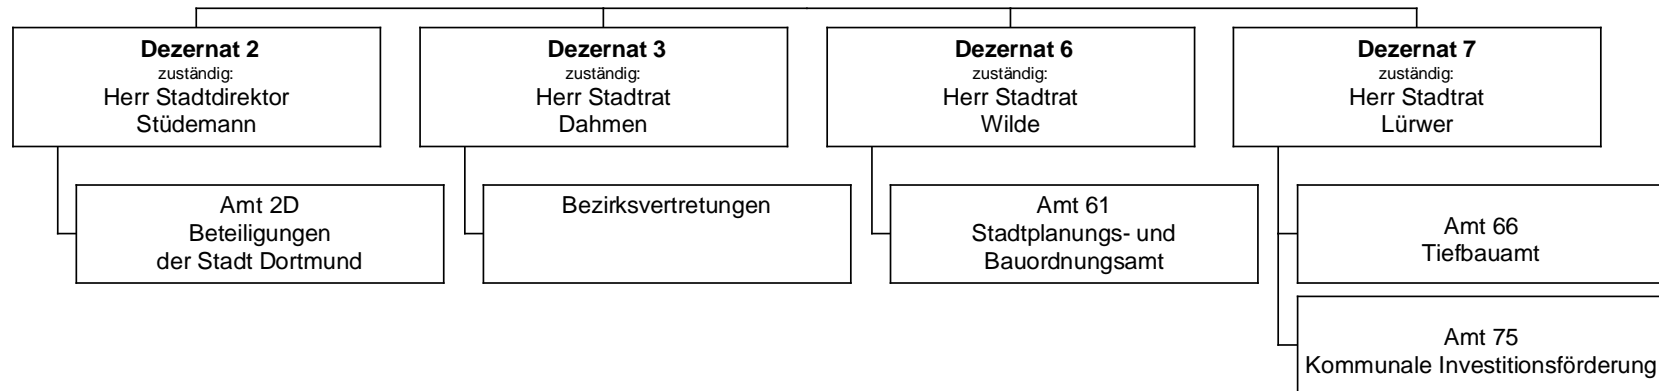 Dezernat 2
zuständig:
Herr Stadtdirektor
Stüdemann
Dezernat 3
zuständig:
Herr Stadtrat
Dahmen
Dezernat 6
zuständig:
Herr Stadtrat
Wilde
Dezernat 7
zuständig:
Herr Stadtrat
Lürwer
Amt 2D
Beteiligungen
der Stadt Dortmund
Bezirksvertretungen
Amt 61
Stadtplanungs- und
Bauordnungsamt
Amt 66
Tiefbauamt
Amt 75
Kommunale Investitionsförderung